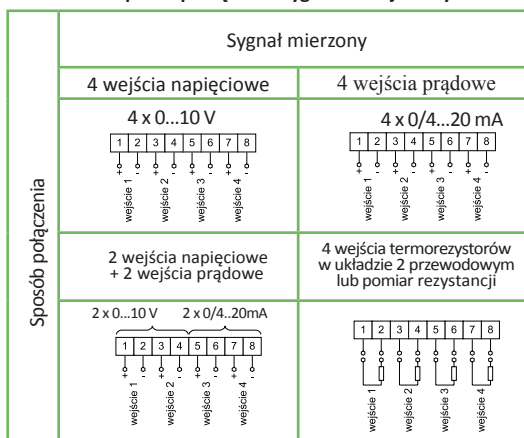 Sygnał mierzony
Sposób połączenia
4 wejścia napięciowe
4 wejścia prądowe
4 x 0...10 V
1 2 3 4 5 6 7 8
+ - + - + - + -
wejście 1 wejście 2 wejście 3 wejście 4
4 x 0/4...20 mA
1 2 3 4 5 6 7 8
+ - + - + - + -
wejście 1 wejście 2 wejście 3 wejście 4
2 wejścia napięciowe
+ 2 wejścia prądowe
4 wejścia termorezystorów
w układzie 2 przewodowym
lub pomiar rezystancji
2 x 0...10 V 2 x 0/4..20mA
1 2 3 4 5 6 7 8
+ - + - + - + -
wejście 1 wejście 2 wejście 3 wejście 4
1 2 3 4 5 6 7 8
wejście 1 wejście 2 wejście 3 wejście 4